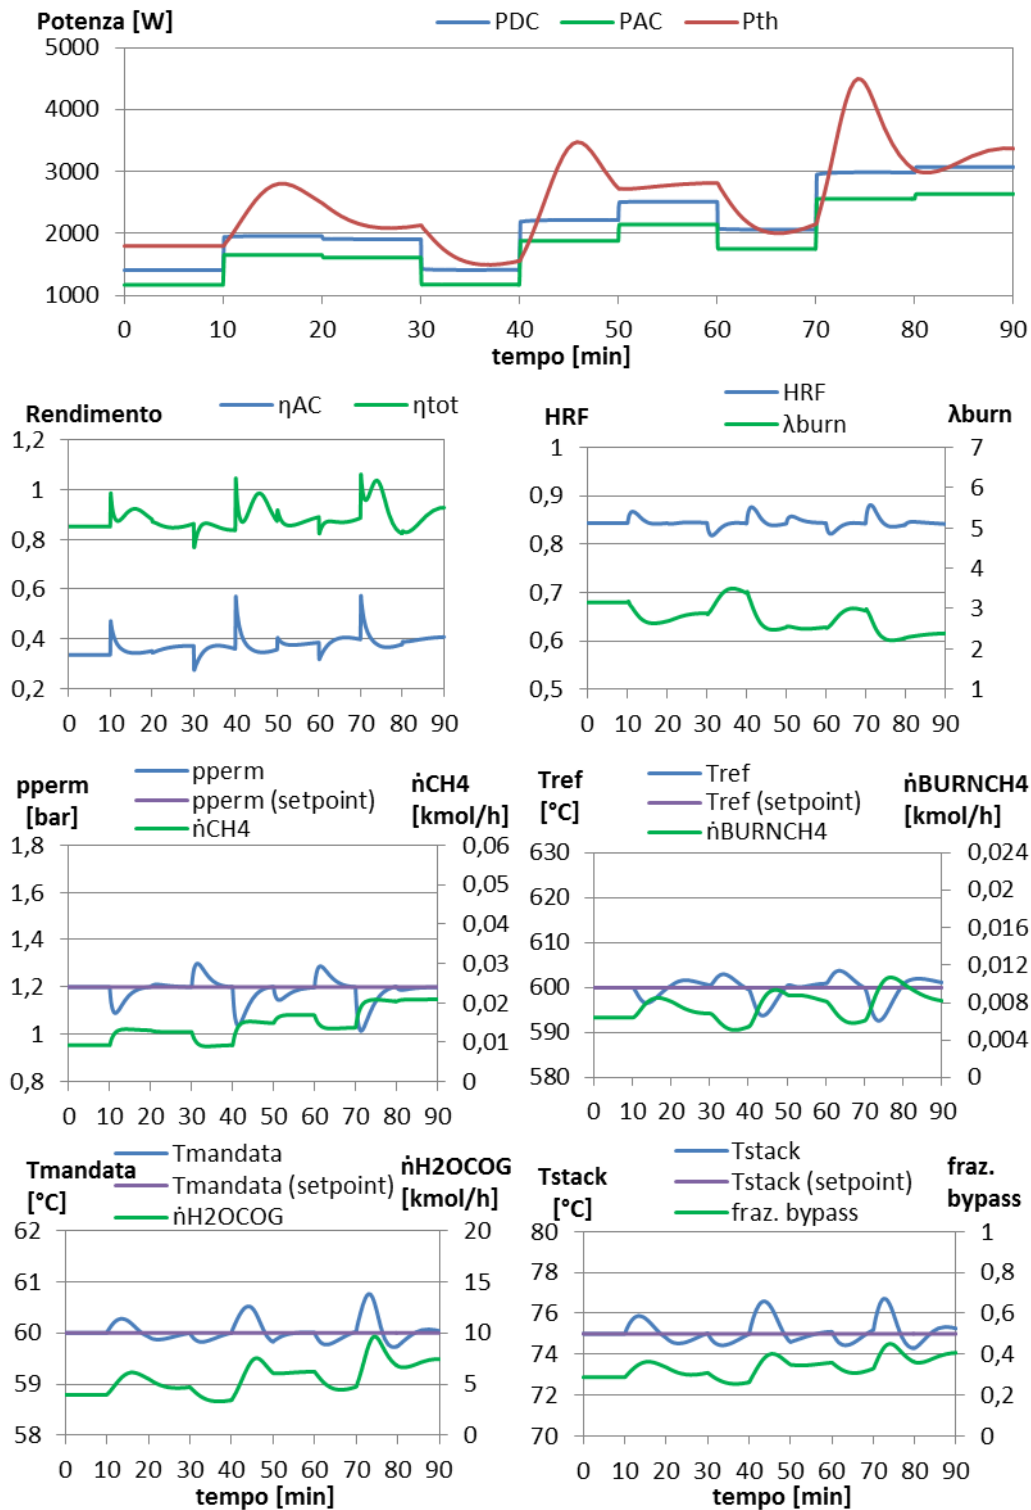 Potenza [W]
PDC PAC Pth
5000
4000
3000
2000
1000
0 10 20 30 40 50 60 70 80 90
tempo [min]
Rendimento
ηAC ηtot
1,2
1
0,8
0,6
0,4
0,2
0 10 20 30 40 50 60 70 80 90
HRF
HRF
λburn
λburn
1
0,9
0,8
0,7
0,6
0,5
7
6
5
4
3
2
1
0 10 20 30 40 50 60 70 80 90
pperm
[bar]
pperm
pperm (setpoint)
ṅCH4
ṅCH4
[kmol/h]
1,8
1,6
1,4
1,2
1
0,8
0,06
0,05
0,04
0,03
0,02
0,01
0
0 10 20 30 40 50 60 70 80 90
Tref
[°C]
Tref
Tref (setpoint)
ṅBURNCH4
ṅBURNCH4
[kmol/h]
630
620
610
600
590
580
0,024
0,02
0,016
0,012
0,008
0,004
0
0 10 20 30 40 50 60 70 80 90
Tmandata
[°C]
Tmandata
Tmandata (setpoint)
ṅH2OCOG
ṅH2OCOG
[kmol/h]
62
61
60
59
58
20
15
10
5
0
0 10 20 30 40 50 60 70 80 90
tempo [min]
Tstack
[°C]
Tstack
Tstack (setpoint)
fraz. bypass
fraz.
bypass
80
78
76
74
72
70
1
0,8
0,6
0,4
0,2
0
0 10 20 30 40 50 60 70 80 90
tempo [min]